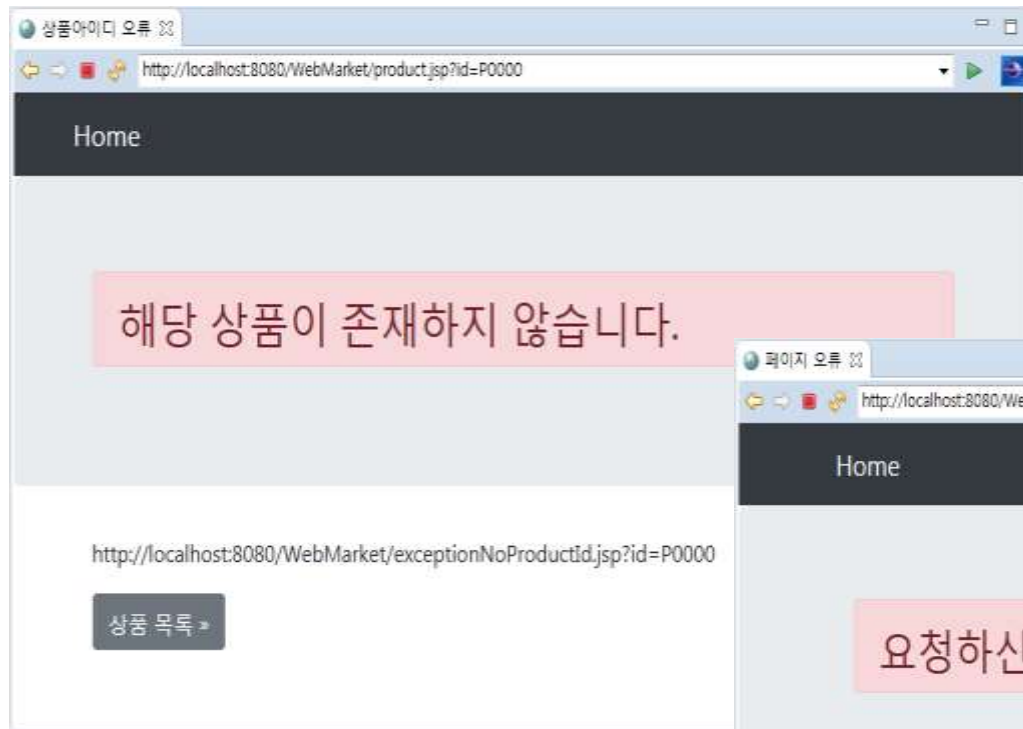 상품아이디 오류
http://localhost:8080/WebMarket/product.jsp?id=P0000
Home
해당 상품이 존재하지 않습니다.
http://localhost:8080/WebMarket/exceptionNoProductId.jsp?id=P0000
상품 목록 »
페이지 오류
http://localhost:8080/We
Home
요청하신